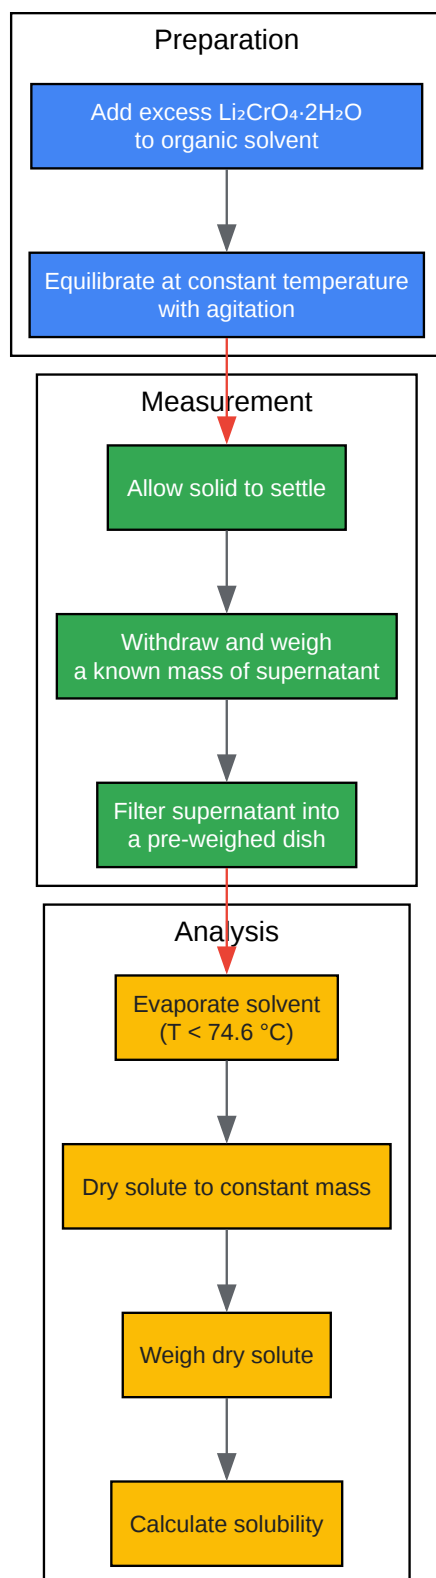 Preparation
Add excess Li₂CrO₄·2H₂O
to organic solvent
Equilibrate at constant temperature
with agitation
Measurement
Allow solid to settle
Withdraw and weigh
a known mass of supernatant
Filter supernatant into
a pre-weighed dish
Analysis
Evaporate solvent
(T < 74.6 °C)
Dry solute to constant mass
Weigh dry solute
Calculate solubility